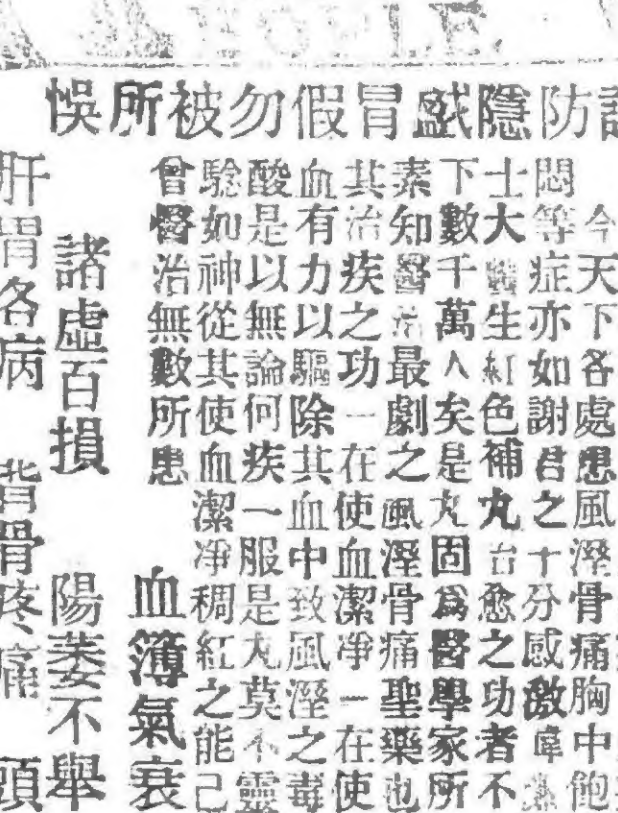 防隱戤冒假勿被所悞
今天下各處患風溼骨痛胸中飽
悶等症亦如謝君之十分感激韋
士大醫生紅色補丸治愈之功者不
下數千萬人矣是丸固為醫學家所
素知醫治最劇之風溼骨痛聖藥也
其治疾之功一在使血潔凈一在使
血有力以驅除其血中致風溼之毒
酸是以無論何疾一服是丸莫不靈
驗如神從其使血潔凈稠紅之能己
曾醫治無數所患
血簿氣衰
諸虛百損
陽萎不舉
肝胃各病
背骨疼痛
頭